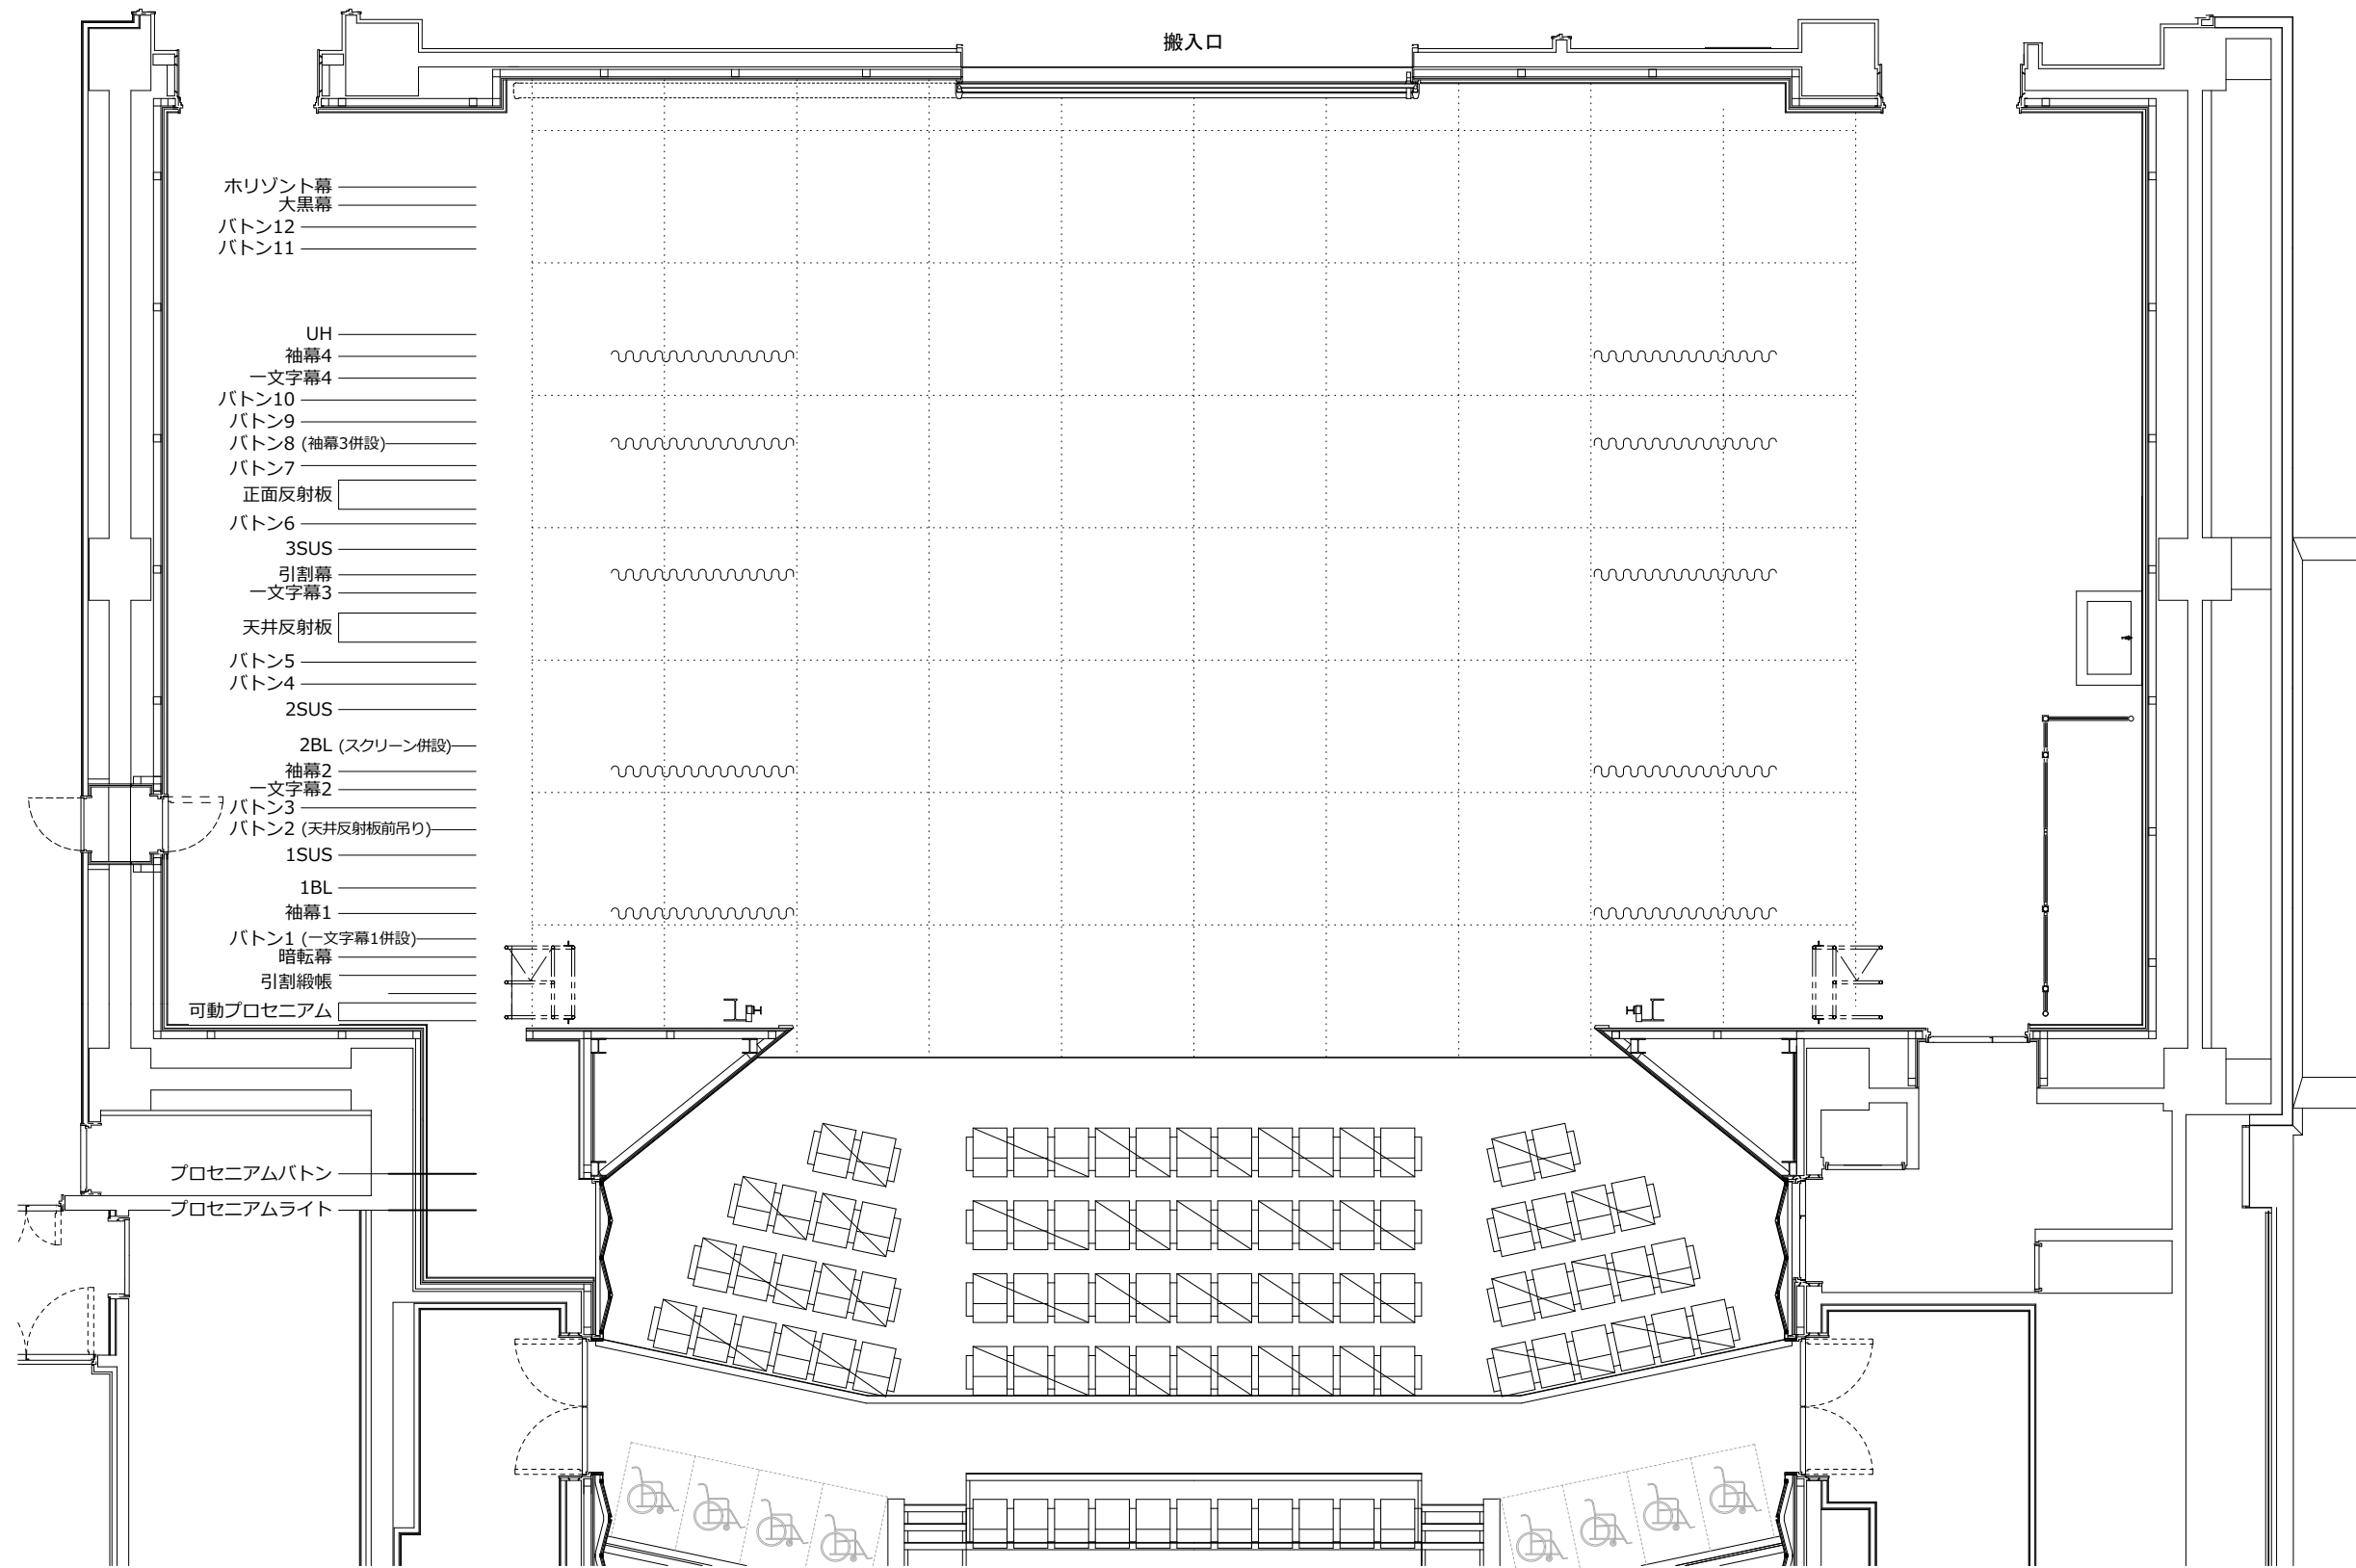 搬入口
ホリゾント幕
大黒幕
バトン12
バトン11
UH
袖幕4
一文字幕4
バトン10
バトン9
バトン8 (袖幕3併設)
バトン7
正面反射板
バトン6
3SUS
引割幕
一文字幕3
天井反射板
バトン5
バトン4
2SUS
2BL (スクリーン併設)
袖幕2
一文字幕2
バトン3
バトン2 (天井反射板前吊り)
1SUS
1BL
袖幕1
バトン1 (一文字幕1併設)
暗転幕
引割緞帳
可動プロセニアム
プロセニアムバトン
プロセニアムライト